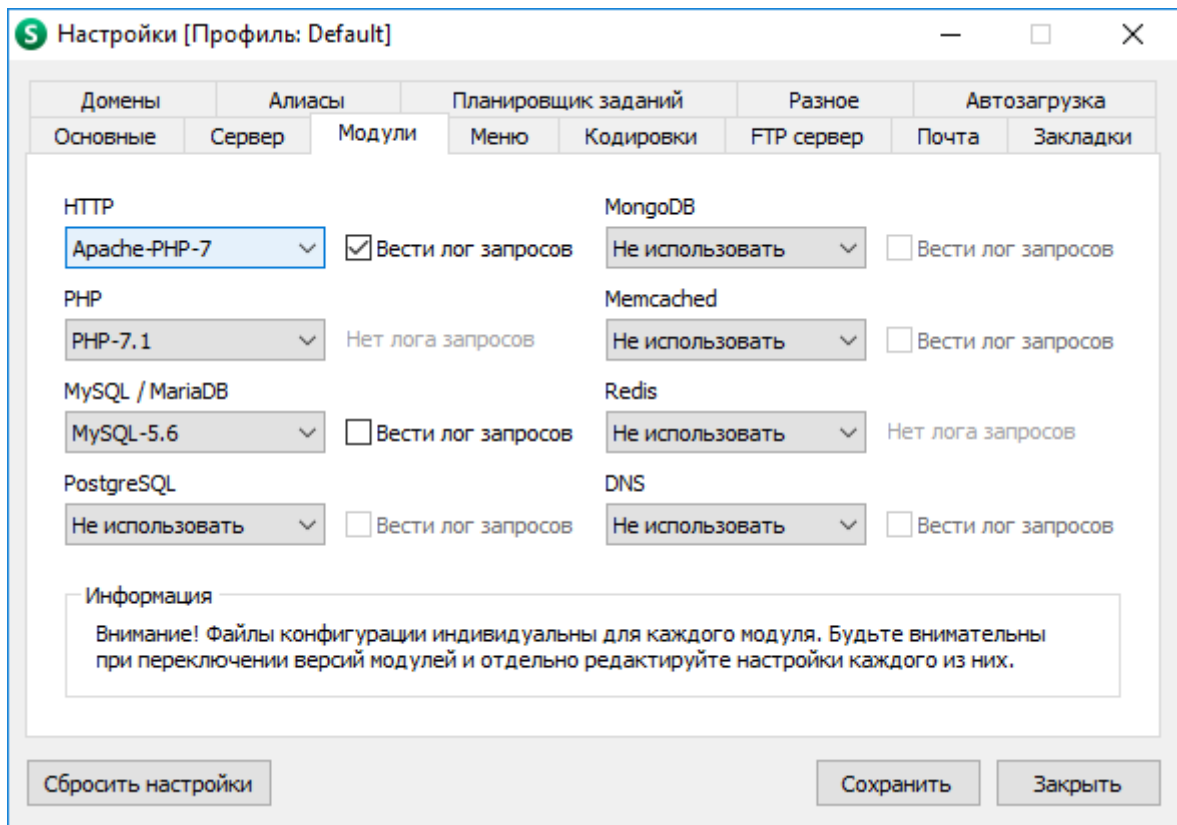 S Настройки [Профиль: Default]
Домены Алиасы Планировщик заданий Разное Автозагрузка
Основные Сервер Модули Меню Кодировки FTP сервер Почта Закладки
HTTP
Apache-PHP-7 Вести лог запросов
PHP
PHP-7.1 Нет лога запросов
MySQL / MariaDB
MySQL-5.6 Вести лог запросов
PostgreSQL
Не использовать Вести лог запросов
MongoDB
Не использовать Вести лог запросов
Memcached
Не использовать Вести лог запросов
Redis
Не использовать Нет лога запросов
DNS
Не использовать Вести лог запросов
Информация
Внимание! Файлы конфигурации индивидуальны для каждого модуля. Будьте внимательны
при переключении версий модулей и отдельно редактируйте настройки каждого из них.
Сбросить настройки Сохранить Закрыть